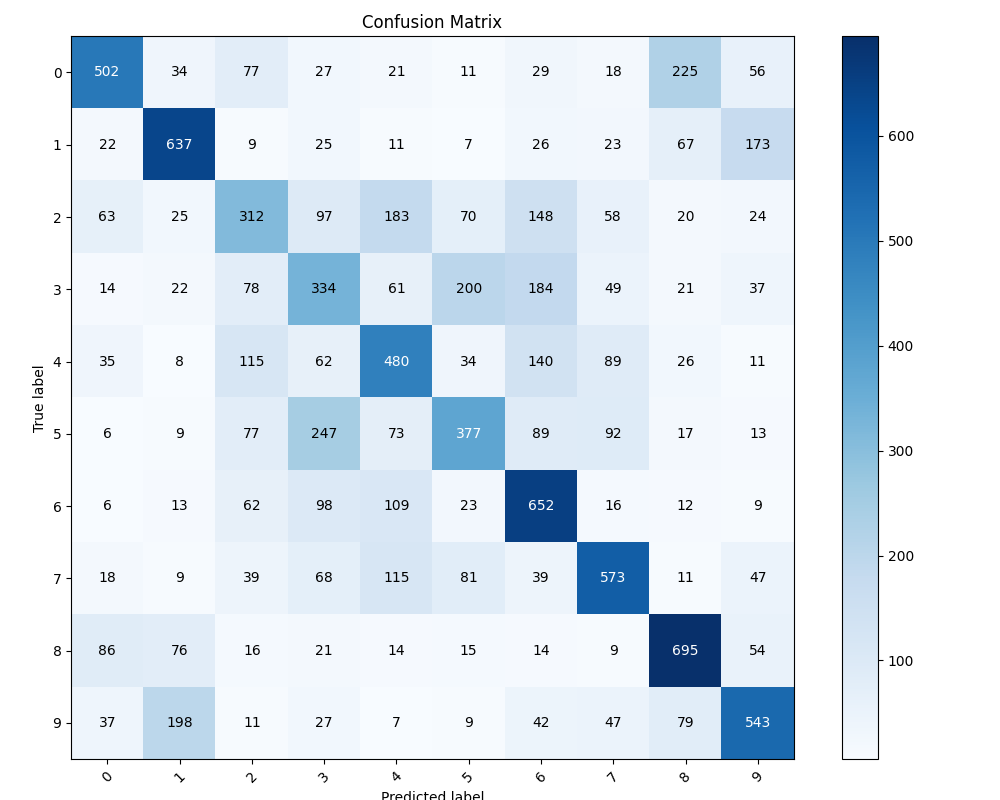 Confusion Matrix
True label
0 502 34 77 27 21 11 29 18 225 56
1 22 637 9 25 11 7 26 23 67 173
2 63 25 312 97 183 70 148 58 20 24
3 14 22 78 334 61 200 184 49 21 37
4 35 8 115 62 480 34 140 89 26 11
5 6 9 77 247 73 377 89 92 17 13
6 6 13 62 98 109 23 652 16 12 9
7 18 9 39 68 115 81 39 573 11 47
8 86 76 16 21 14 15 14 9 695 54
9 37 198 11 27 7 9 42 47 79 543
0 1 2 3 4 5 6 7 8 9
Predicted label
600
500
400
300
200
100